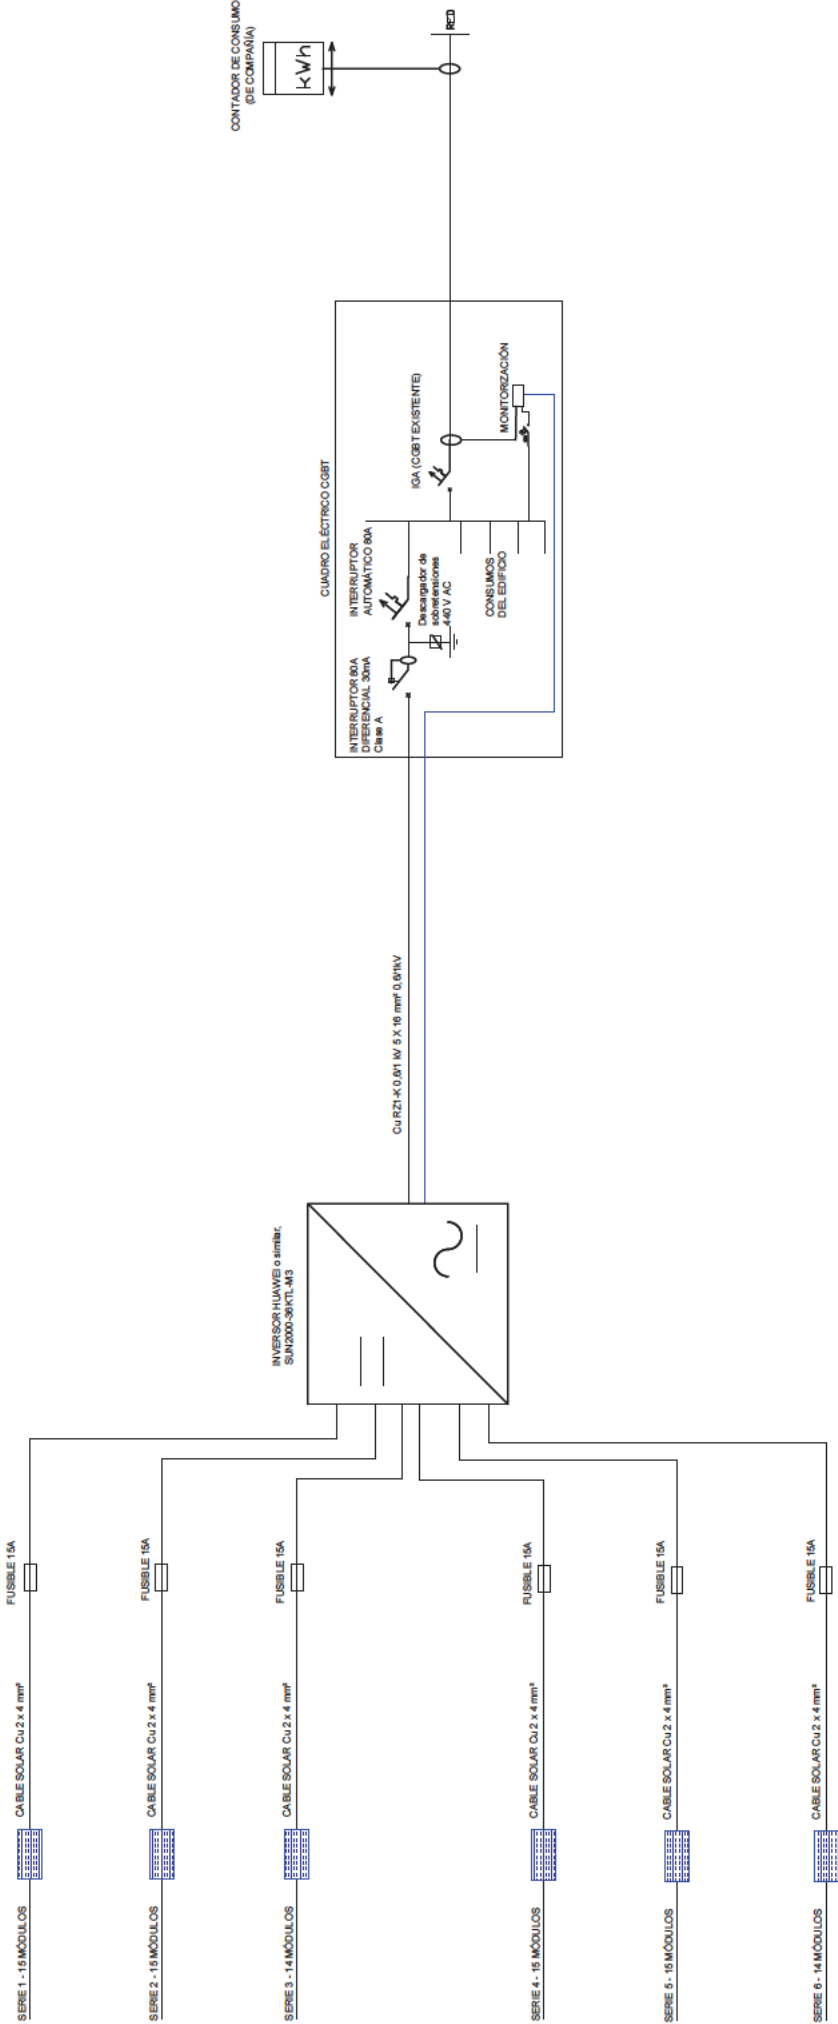 SERIE 1 - 15 MÓDULOS
CABLE SOLAR Cu 2 x 4 mm²
FUSIBLE 15A
SERIE 2 - 15 MÓDULOS
CABLE SOLAR Cu 2 x 4 mm²
FUSIBLE 15A
SERIE 3 - 14 MÓDULOS
CABLE SOLAR Cu 2 x 4 mm²
FUSIBLE 15A
SERIE 4 - 15 MÓDULOS
CABLE SOLAR Cu 2 x 4 mm²
FUSIBLE 15A
SERIE 5 - 15 MÓDULOS
CABLE SOLAR Cu 2 x 4 mm²
FUSIBLE 15A
SERIE 6 - 14 MÓDULOS
CABLE SOLAR Cu 2 x 4 mm²
FUSIBLE 15A
INVERSOR HUAWEI o similar,
SUN2000-36KTL-M3
Cu RZ1-K 0,6/1 kV 5 X 16 mm² 0,6/1kV
CUADRO ELÉCTRICO CGBT
INTERRUPTOR 80A
DIFERENCIAL 30mA
Clase A
INTERRUPTOR
AUTOMÁTICO 80A
Descargador de
sobretensiones
440 V AC
IGA (CGBT EXISTENTE)
CONSUMOS
DEL EDIFICIO
MONITORIZACIÓN
CONTADOR DE CONSUMO
(DE COMPAÑÍA)
kWh
RED